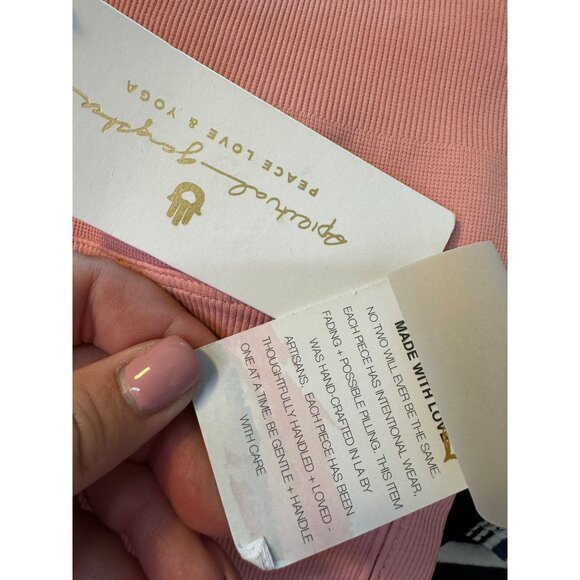 spiritual gangster
PEACE LOVE & YOGA
MADE WITH LOVE
NO TWO WILL EVER BE THE SAME.
EACH PIECE HAS INTENTIONAL WEAR,
FADING + POSSIBLE PILLING. THIS ITEM
WAS HAND-CRAFTED IN LA BY
ARTISANS. EACH PIECE HAS BEEN
THOUGHTFULLY HANDLED + LOVED -
ONE AT A TIME. BE GENTLE + HANDLE
WITH CARE